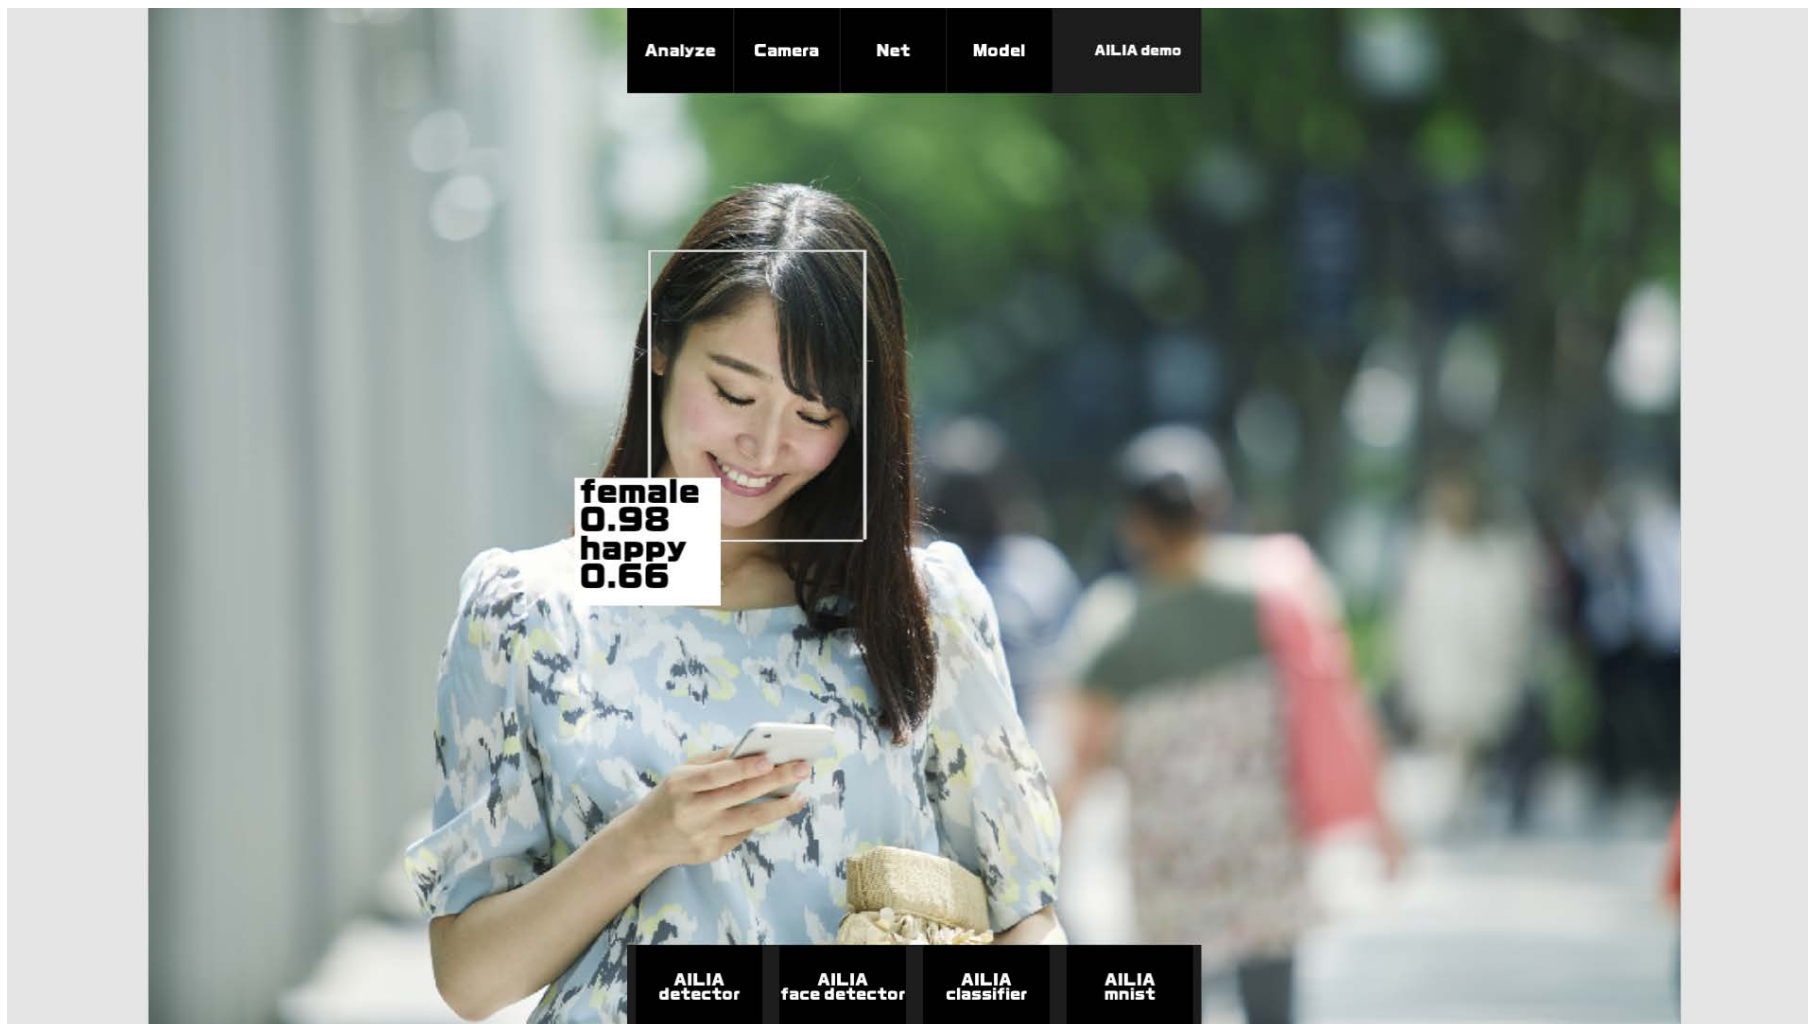 Analyze
Camera
Net
Model
AILIA demo
female
0.98
happy
0.66
AILIA
detector
AILIA
face detector
AILIA
classifier
AILIA
mnist